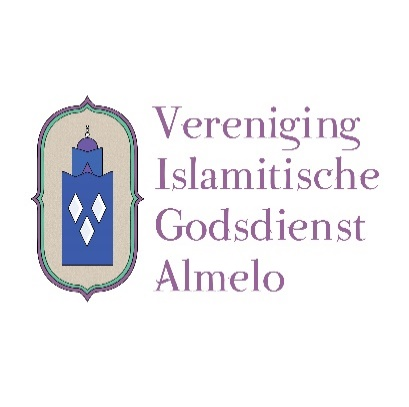 Vereniging
Islamitische
Godsdienst
Almelo